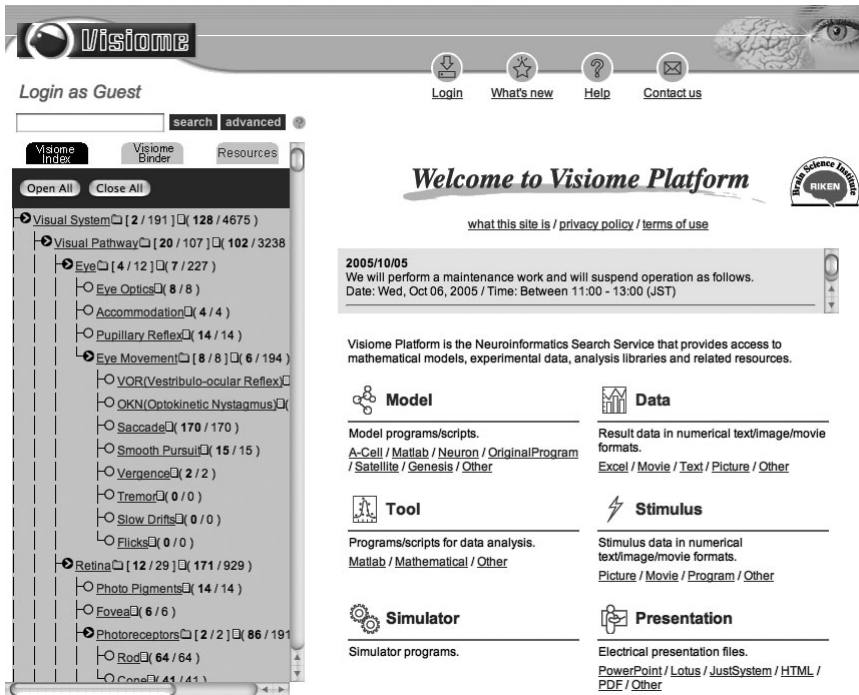 Visiome
Login as Guest
Login What's new Help Contact us
search advanced ?
Visiome Index Visiome Binder Resources
Open All Close All
Visual System [ 2 / 191 ] ( 128 / 4675 )
Visual Pathway [ 20 / 107 ] ( 102 / 3238
Eye [ 4 / 12 ] ( 7 / 227 )
Eye Optics ( 8 / 8 )
Accommodation ( 4 / 4 )
Pupillary Reflex ( 14 / 14 )
Eye Movement [ 8 / 8 ] ( 6 / 194 )
VOR(Vestribulo-ocular Reflex)
OKN(Optokinetic Nystagmus) (
Saccade ( 170 / 170 )
Smooth Pursuit ( 15 / 15 )
Vergence ( 2 / 2 )
Tremor ( 0 / 0 )
Slow Drifts ( 0 / 0 )
Flicks ( 0 / 0 )
Retina [ 12 / 29 ] ( 171 / 929 )
Photo Pigments ( 14 / 14 )
Fovea ( 6 / 6 )
Photoreceptors [ 2 / 2 ] ( 86 / 191
Rod ( 64 / 64 )
Cone ( 41 / 41 )
Welcome to Visiome Platform
Brain Science Institute
RIKEN
what this site is / privacy policy / terms of use
2005/10/05
We will perform a maintenance work and will suspend operation as follows.
Date: Wed, Oct 06, 2005 / Time: Between 11:00 - 13:00 (JST)
Visiome Platform is the Neuroinformatics Search Service that provides access to
mathematical models, experimental data, analysis libraries and related resources.
Model
Model programs/scripts.
A-Cell / Matlab / Neuron / OriginalProgram
/ Satellite / Genesis / Other
Data
Result data in numerical text/image/movie
formats.
Excel / Movie / Text / Picture / Other
Tool
Programs/scripts for data analysis.
Matlab / Mathematical / Other
Stimulus
Stimulus data in numerical
text/image/movie formats.
Picture / Movie / Program / Other
Simulator
Simulator programs.
Presentation
Electrical presentation files.
PowerPoint / Lotus / JustSystem / HTML /
PDF / Other